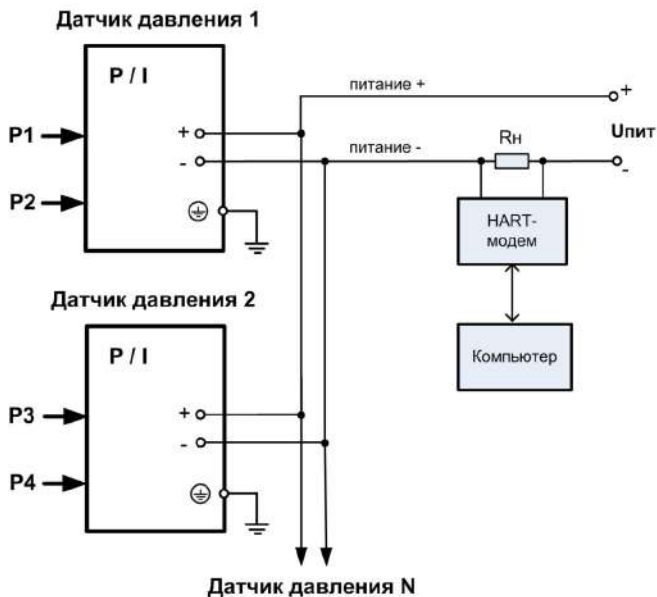 Датчик давления 1
P / I
P1
P2
+
-
питание +
+
Uпит
питание -
Rн
-
HART-
модем
Компьютер
Датчик давления 2
P / I
P3
P4
+
-
Датчик давления N